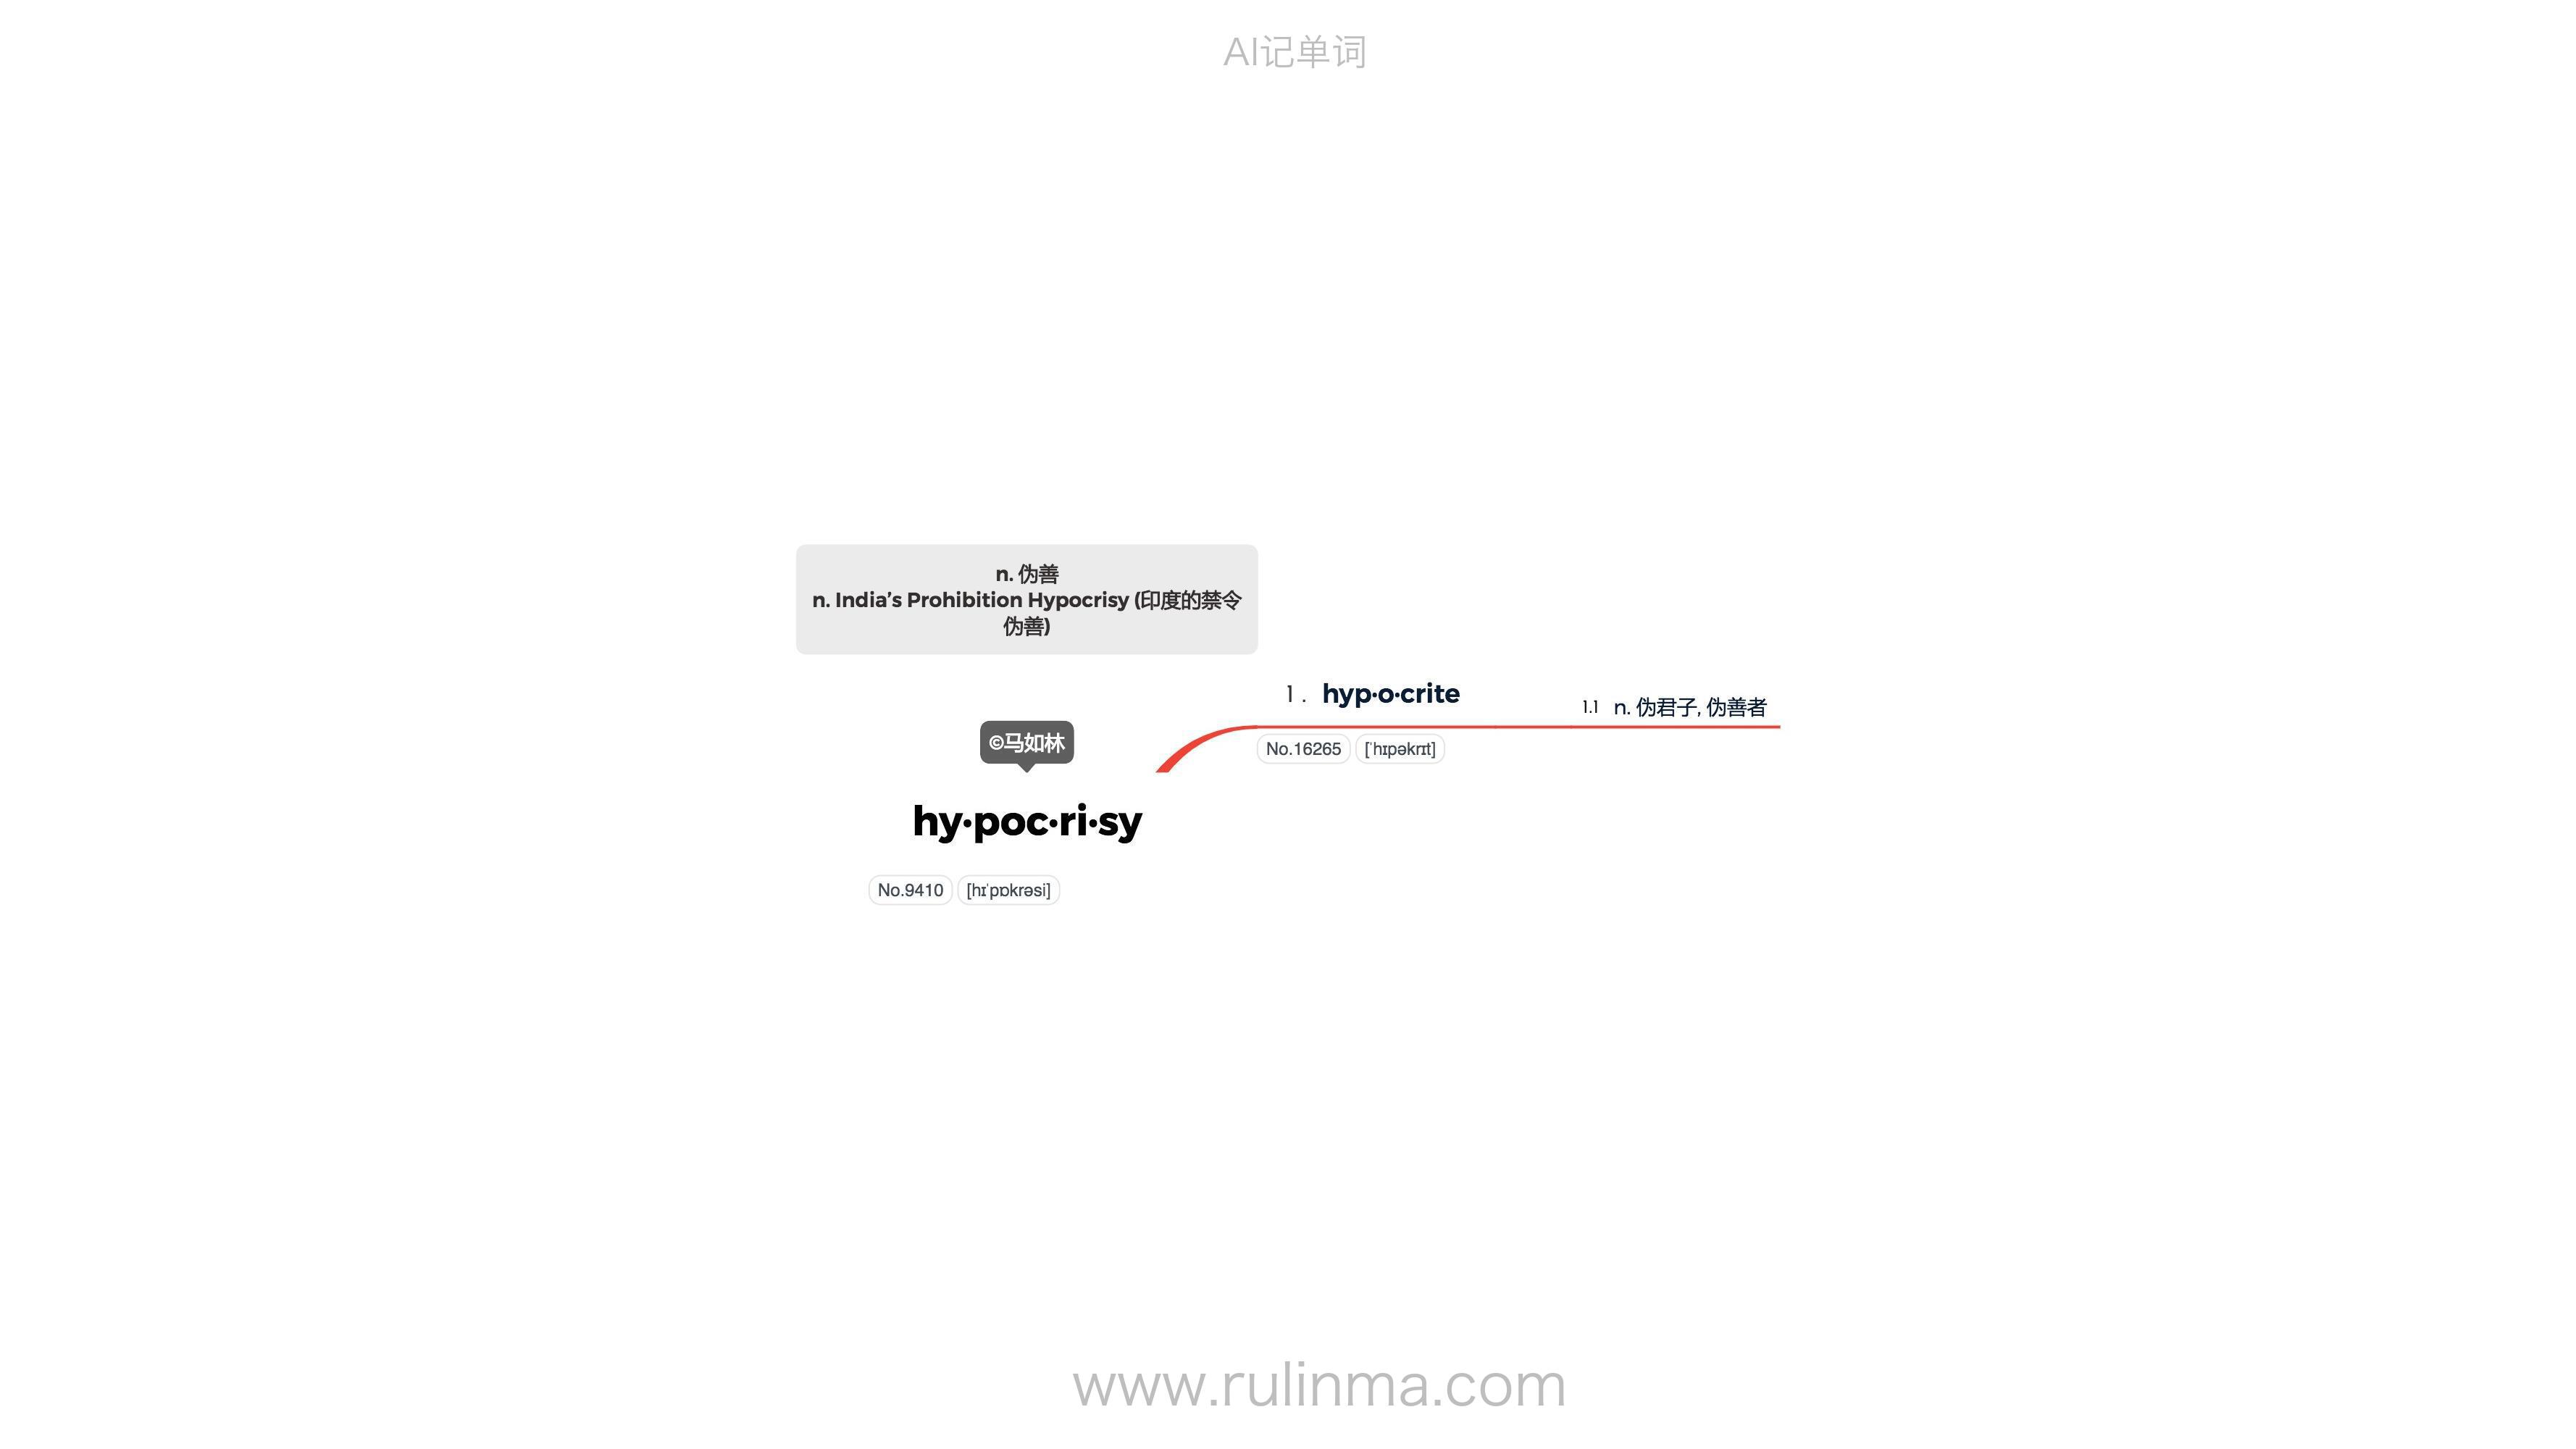 AI记单词
n. 伪善
n. India’s Prohibition Hypocrisy (印度的禁令
伪善)
1. hyp·o·crite
1.1 n. 伪君子, 伪善者
No.16265 [ˈhɪpəkrɪt]
©马如林
hy·poc·ri·sy
No.9410 [hɪˈpɒkrəsi]
www.rulinma.com